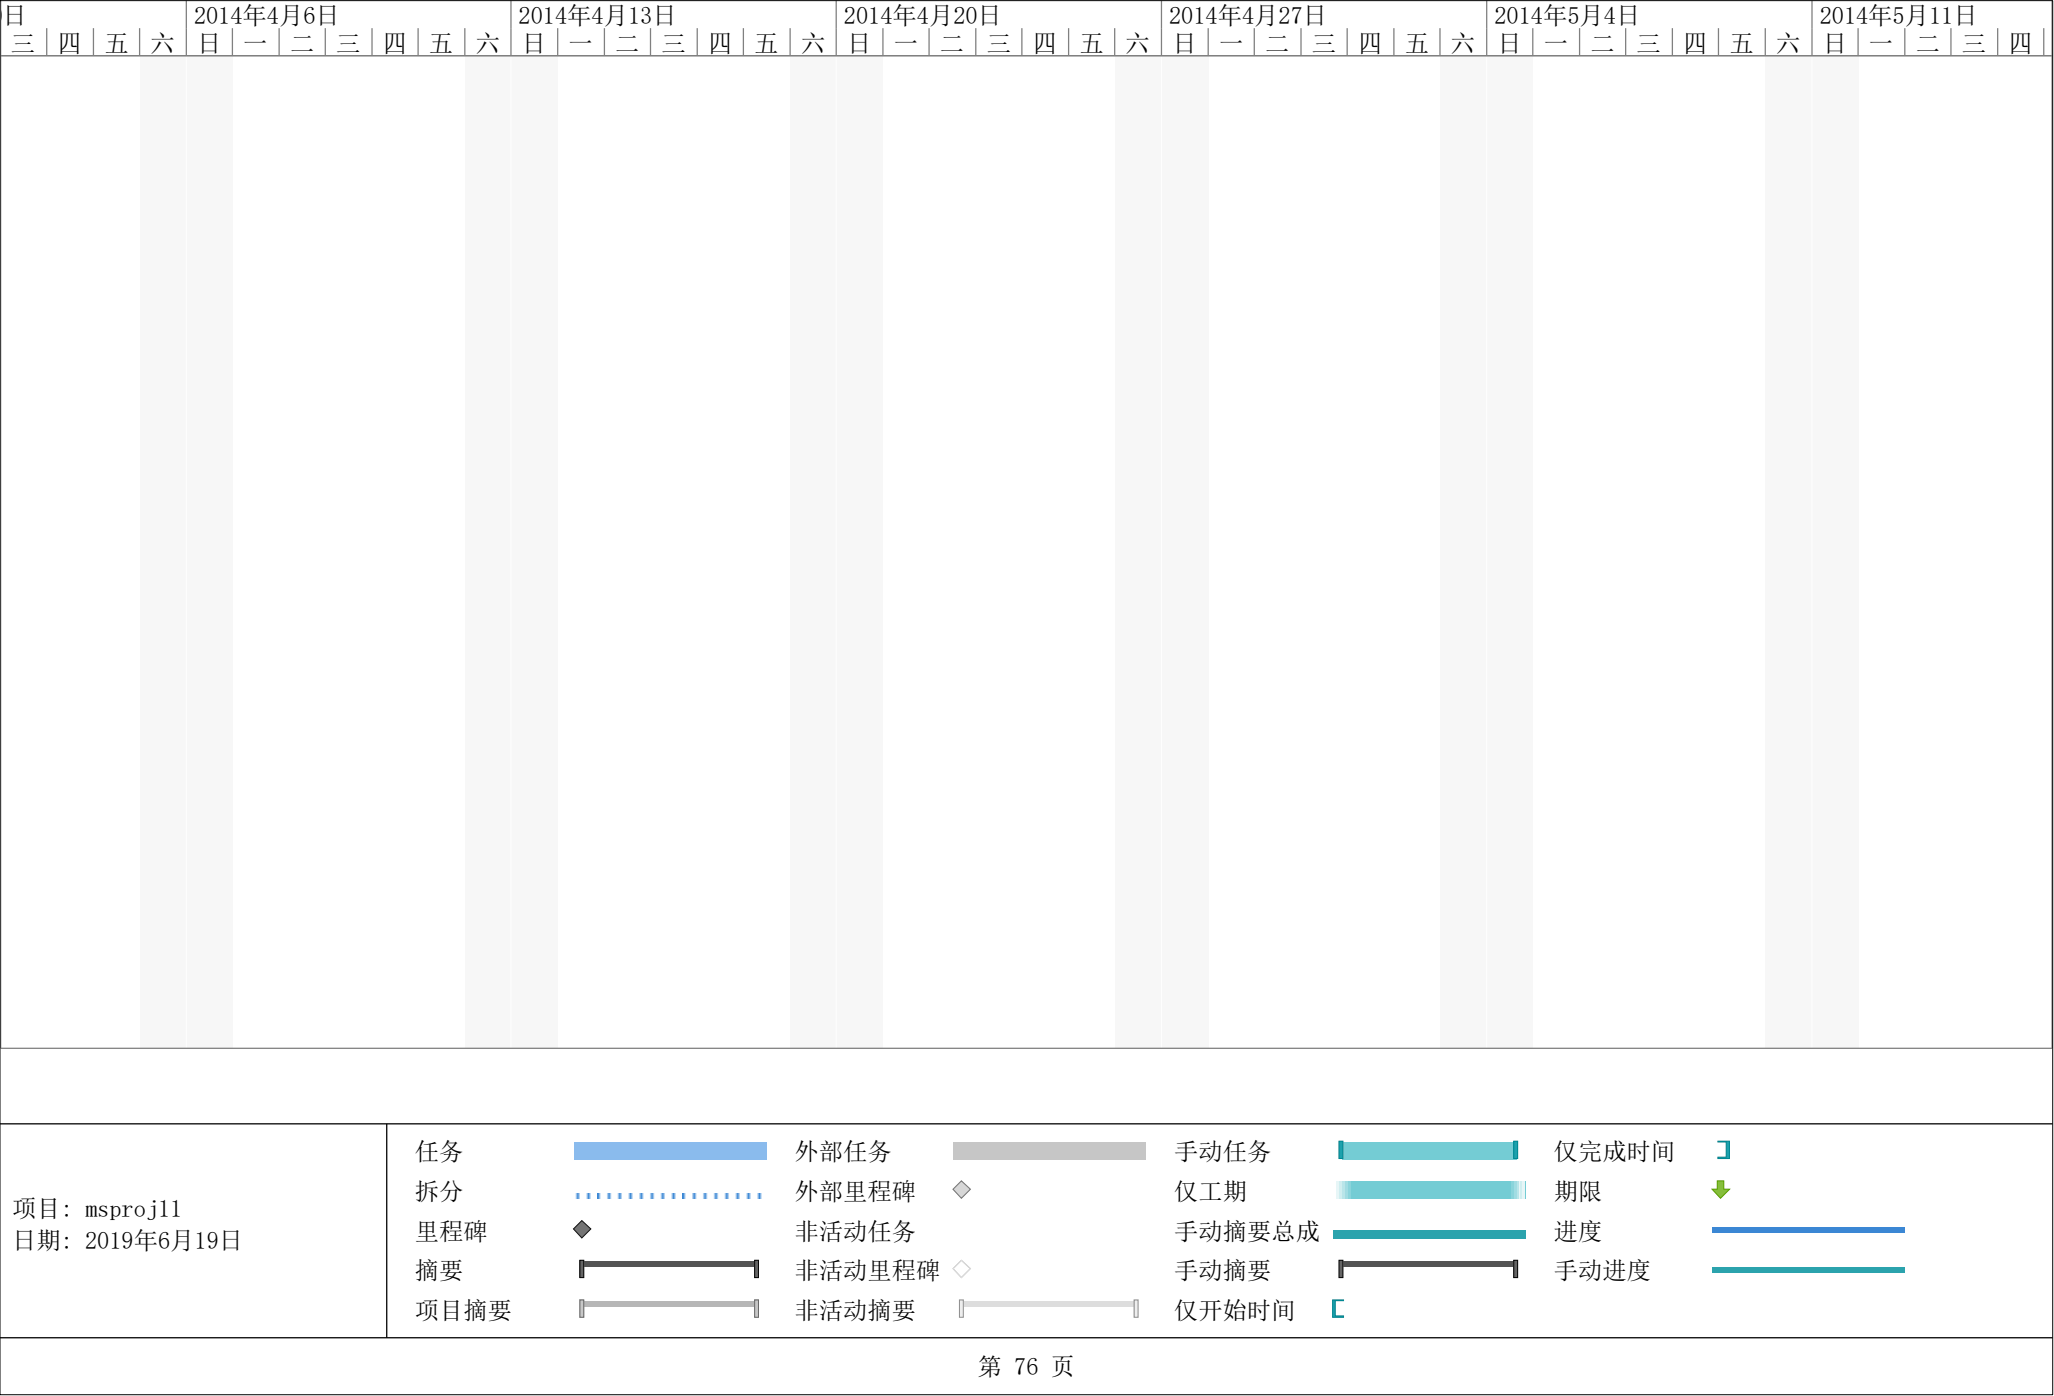 日 2014年4月6日 2014年4月13日 2014年4月20日 2014年4月27日 2014年5月4日 2014年5月11日
三 四 五 六 日 一 二 三 四 五 六 日 一 二 三 四 五 六 日 一 二 三 四 五 六 日 一 二 三 四 五 六 日 一 二 三 四 五 六 日 一 二 三 四
任务 外部任务 手动任务 仅完成时间
拆分 外部里程碑 仅工期 期限
项目: msproj11
里程碑 非活动任务 手动摘要总成 进度
日期: 2019年6月19日
摘要 非活动里程碑 手动摘要 手动进度
项目摘要 非活动摘要 仅开始时间
第 76 页